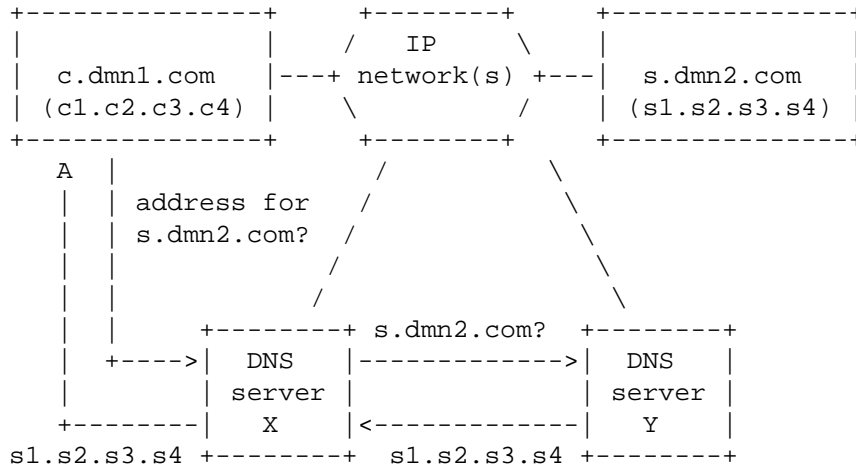 IP
c.dmn1.com network(s) s.dmn2.com
(c1.c2.c3.c4) (s1.s2.s3.s4)
A
address for
s.dmn2.com?
s.dmn2.com?
DNS DNS
server server
X Y
s1.s2.s3.s4 s1.s2.s3.s4